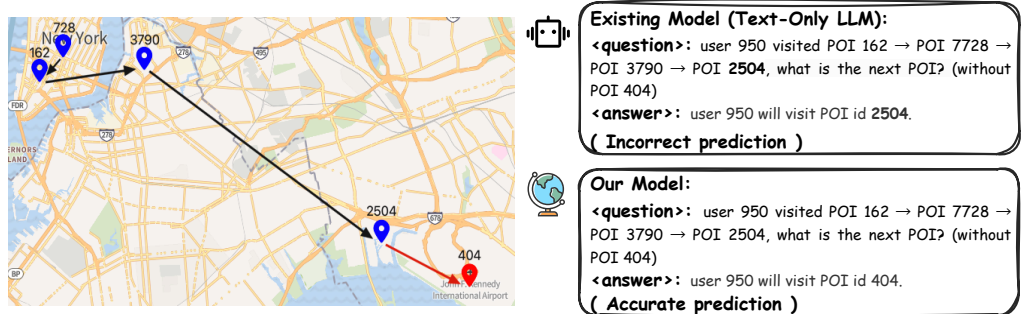 728
New York
3790
162
278
495
FDR
278
ERNORS
LAND
2504
678
404
John F. Kennedy
International Airport
BP
Existing Model (Text-Only LLM):
<question>: user 950 visited POI 162 → POI 7728 →
POI 3790 → POI 2504, what is the next POI? (without
POI 404)
<answer>: user 950 will visit POI id 2504.
( Incorrect prediction )
Our Model:
<question>: user 950 visited POI 162 → POI 7728 →
POI 3790 → POI 2504, what is the next POI? (without
POI 404)
<answer>: user 950 will visit POI id 404.
( Accurate prediction )